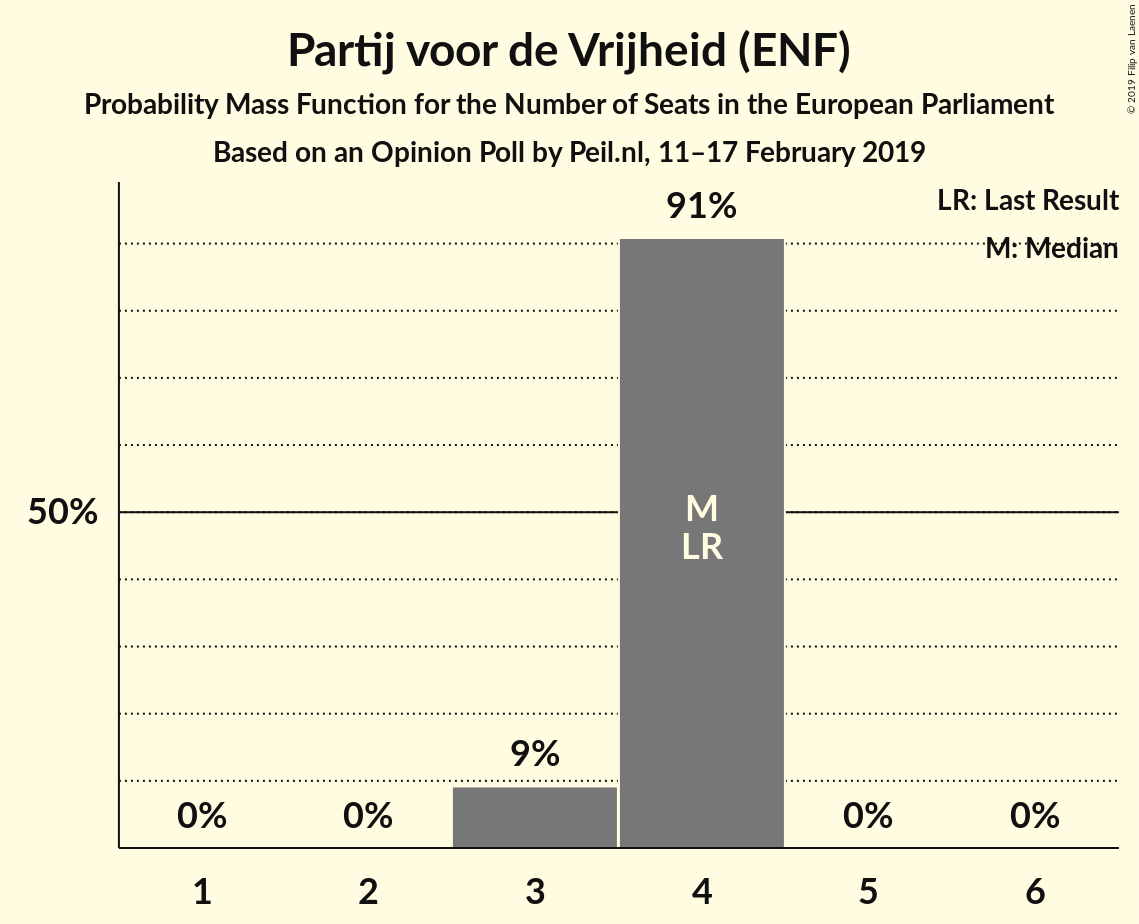 Partij voor de Vrijheid (ENF)
Probability Mass Function for the Number of Seats in the European Parliament
Based on an Opinion Poll by Peil.nl, 11–17 February 2019
© 2019 Filip van Laenen
LR: Last Result
M: Median
91%
50%
M
LR
9%
0% 0% 0% 0%
1 2 3 4 5 6